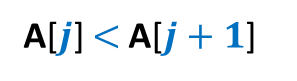 A[j] < A[j + 1]